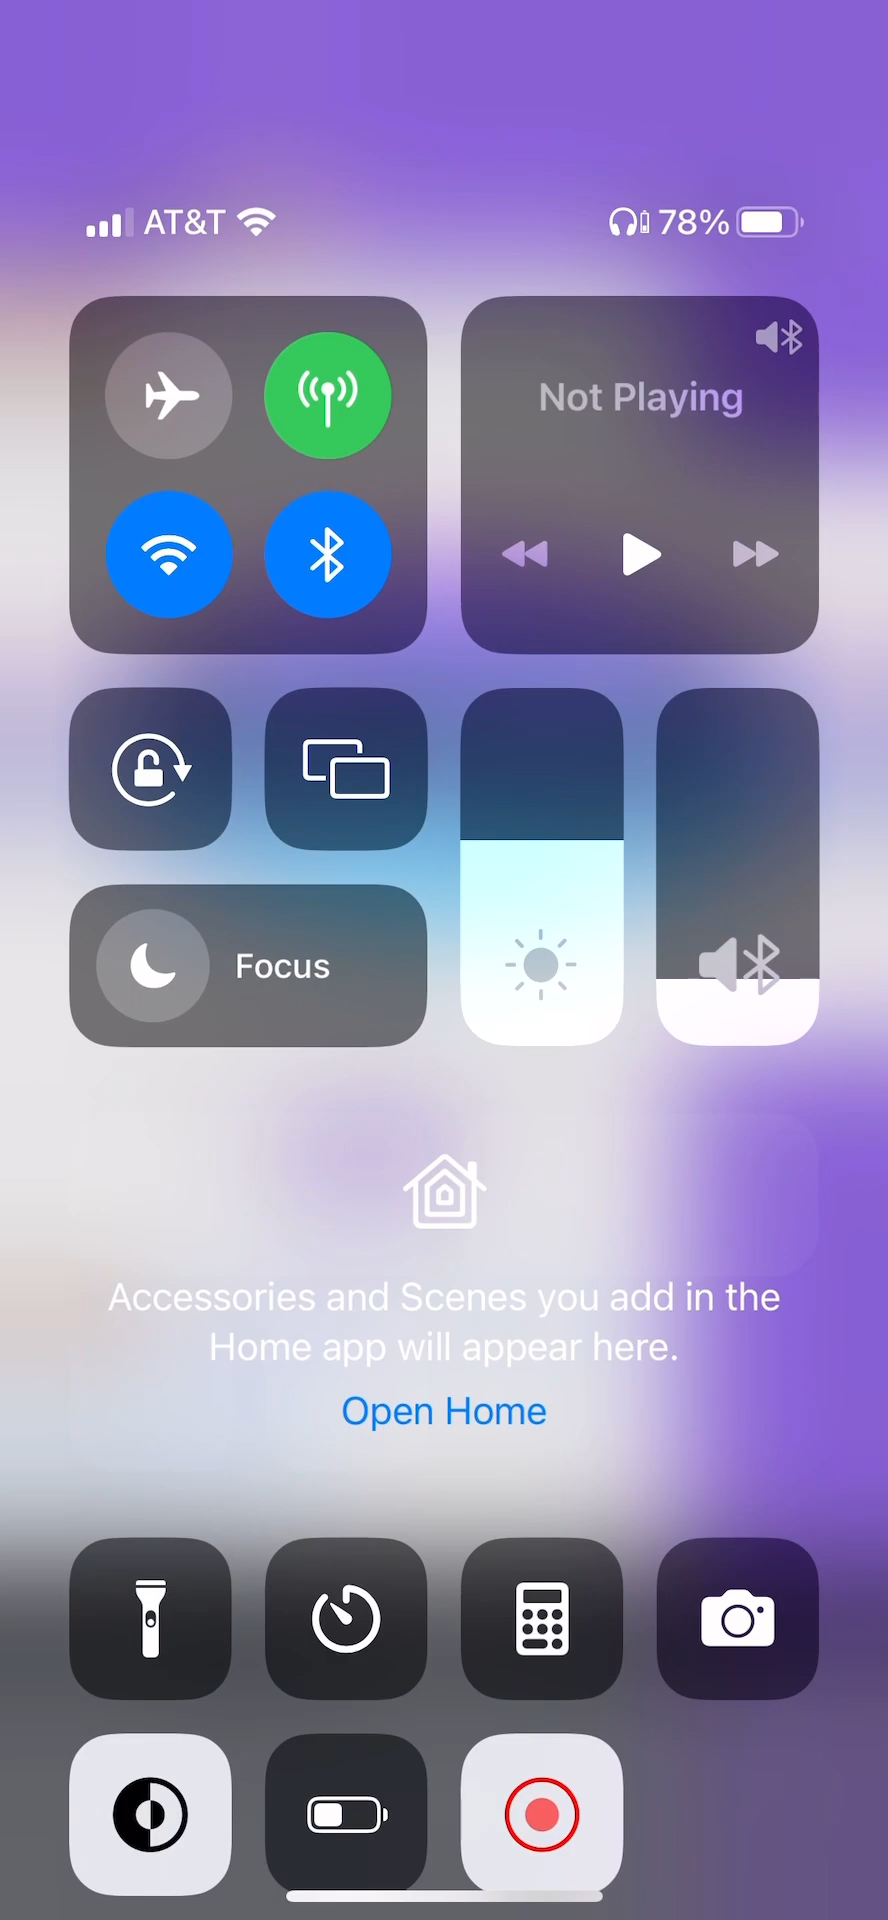 AT&T 78%
Not Playing
Focus
Accessories and Scenes you add in the
Home app will appear here.
Open Home